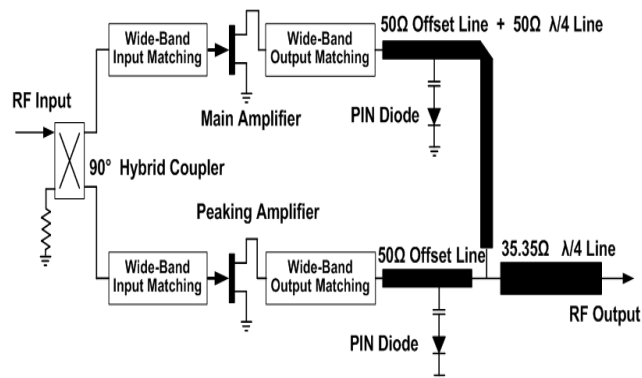 50Ω Offset Line + 50Ω λ/4 Line
Wide-Band
Input Matching
Wide-Band
Output Matching
RF Input
Main Amplifier
PIN Diode
90° Hybrid Coupler
Peaking Amplifier
50Ω Offset Line
35.35Ω λ/4 Line
Wide-Band
Input Matching
Wide-Band
Output Matching
RF Output
PIN Diode